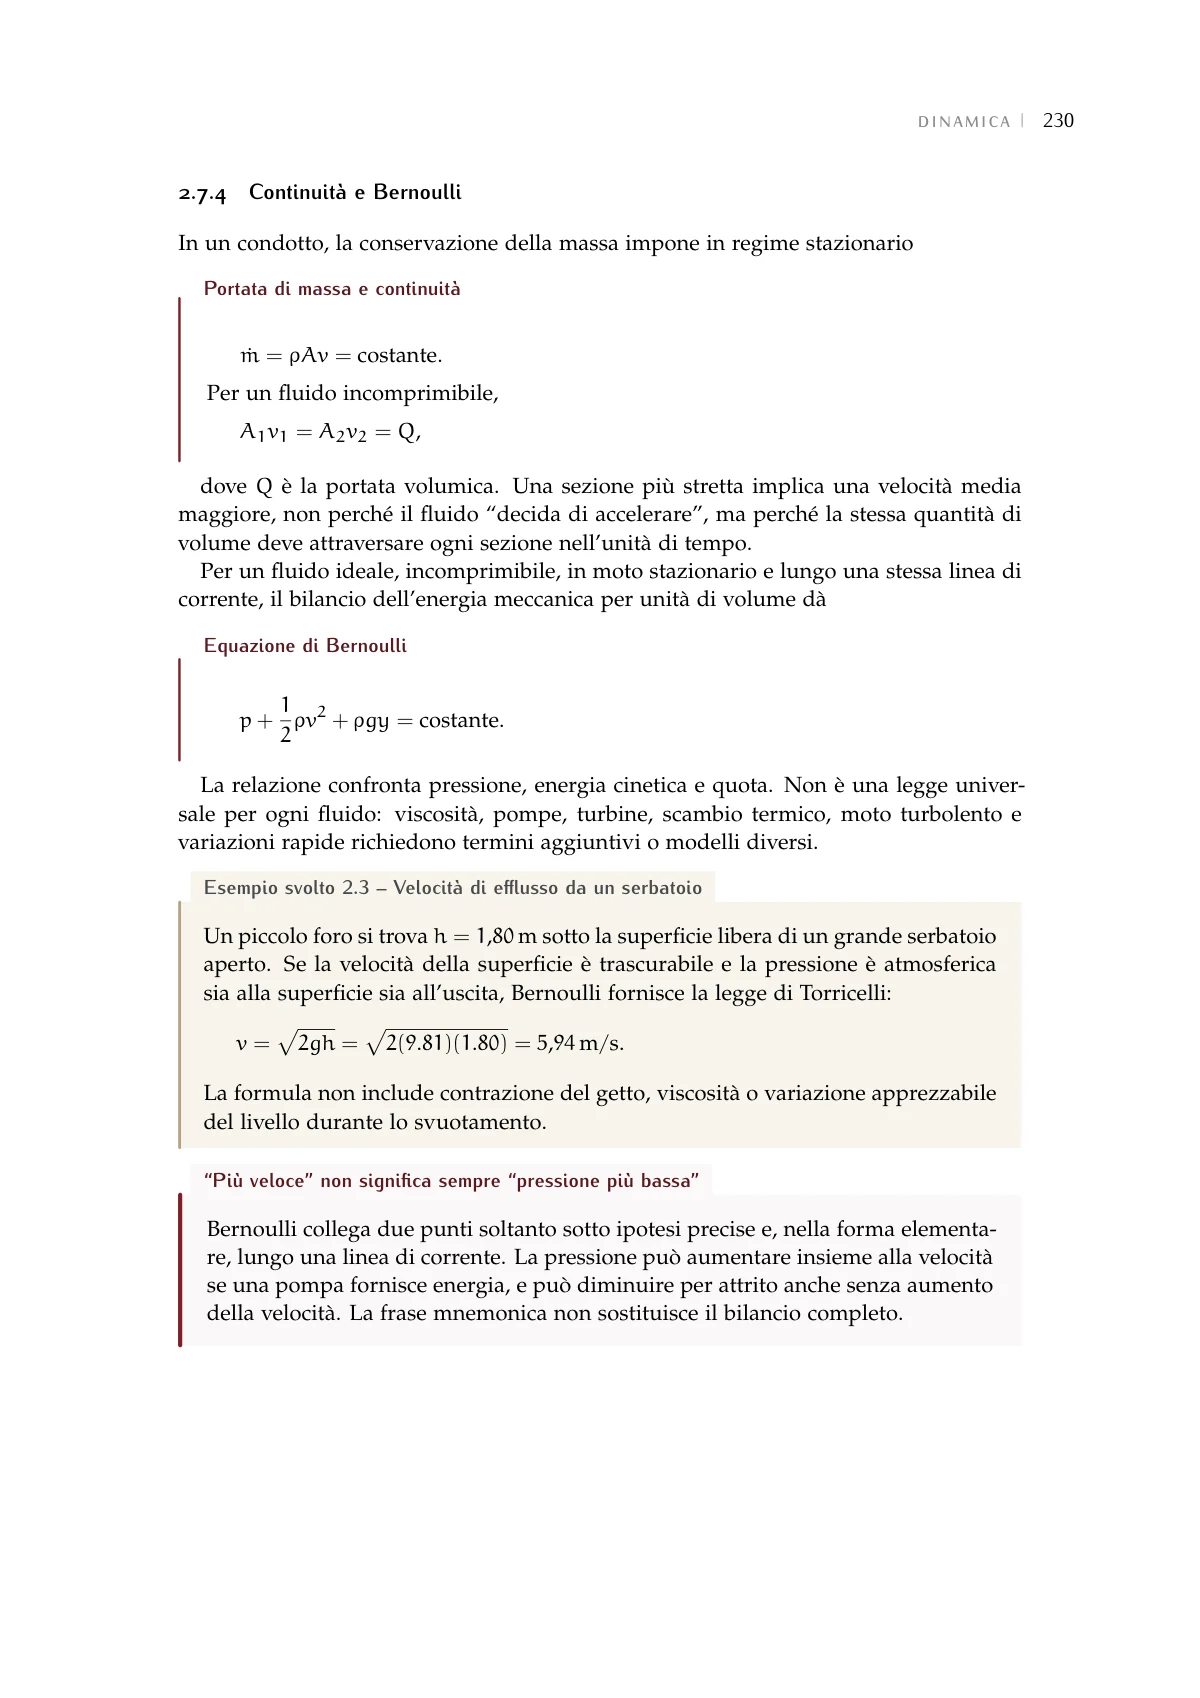 DINAMICA | 230
2.7.4 Continuità e Bernoulli
In un condotto, la conservazione della massa impone in regime stazionario
Portata di massa e continuità
ṁ = ρAv = costante.
Per un fluido incomprimibile,
A₁v₁ = A₂v₂ = Q,
dove Q è la portata volumica. Una sezione più stretta implica una velocità media
maggiore, non perché il fluido “decida di accelerare”, ma perché la stessa quantità di
volume deve attraversare ogni sezione nell’unità di tempo.
Per un fluido ideale, incomprimibile, in moto stazionario e lungo una stessa linea di
corrente, il bilancio dell’energia meccanica per unità di volume dà
Equazione di Bernoulli
p + 1/2 ρv² + ρgy = costante.
La relazione confronta pressione, energia cinetica e quota. Non è una legge univer-
sale per ogni fluido: viscosità, pompe, turbine, scambio termico, moto turbolento e
variazioni rapide richiedono termini aggiuntivi o modelli diversi.
Esempio svolto 2.3 – Velocità di efflusso da un serbatoio
Un piccolo foro si trova h = 1,80 m sotto la superficie libera di un grande serbatoio
aperto. Se la velocità della superficie è trascurabile e la pressione è atmosferica
sia alla superficie sia all’uscita, Bernoulli fornisce la legge di Torricelli:
v = √2gh = √2(9.81)(1.80) = 5,94 m/s.
La formula non include contrazione del getto, viscosità o variazione apprezzabile
del livello durante lo svuotamento.
“Più veloce” non significa sempre “pressione più bassa”
Bernoulli collega due punti soltanto sotto ipotesi precise e, nella forma elementa-
re, lungo una linea di corrente. La pressione può aumentare insieme alla velocità
se una pompa fornisce energia, e può diminuire per attrito anche senza aumento
della velocità. La frase mnemonica non sostituisce il bilancio completo.